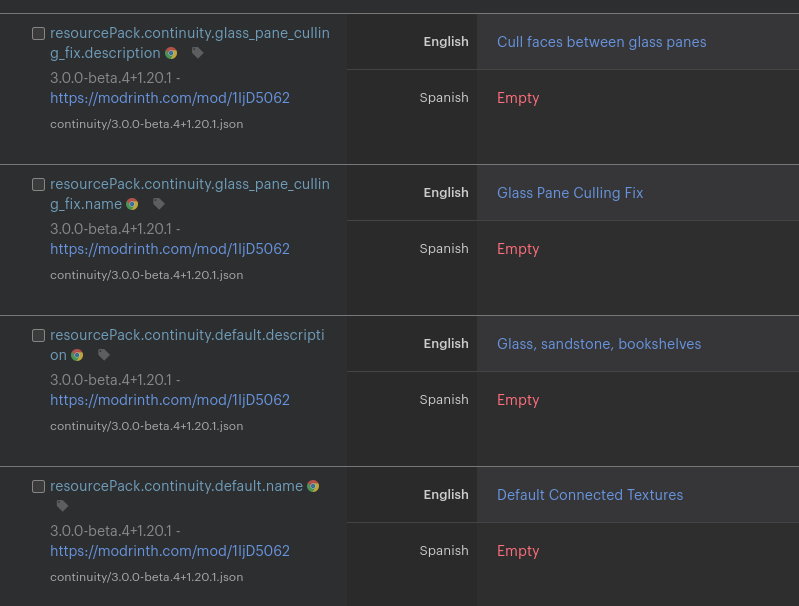 resourcePack.continuity.glass_pane_cullin
g_fix.description
3.0.0-beta.4+1.20.1 -
https://modrinth.com/mod/1IjD5062
continuity/3.0.0-beta.4+1.20.1.json
English
Cull faces between glass panes
Spanish
Empty
resourcePack.continuity.glass_pane_cullin
g_fix.name
3.0.0-beta.4+1.20.1 -
https://modrinth.com/mod/1IjD5062
continuity/3.0.0-beta.4+1.20.1.json
English
Glass Pane Culling Fix
Spanish
Empty
resourcePack.continuity.default.descripti
on
3.0.0-beta.4+1.20.1 -
https://modrinth.com/mod/1IjD5062
continuity/3.0.0-beta.4+1.20.1.json
English
Glass, sandstone, bookshelves
Spanish
Empty
resourcePack.continuity.default.name
3.0.0-beta.4+1.20.1 -
https://modrinth.com/mod/1IjD5062
continuity/3.0.0-beta.4+1.20.1.json
English
Default Connected Textures
Spanish
Empty